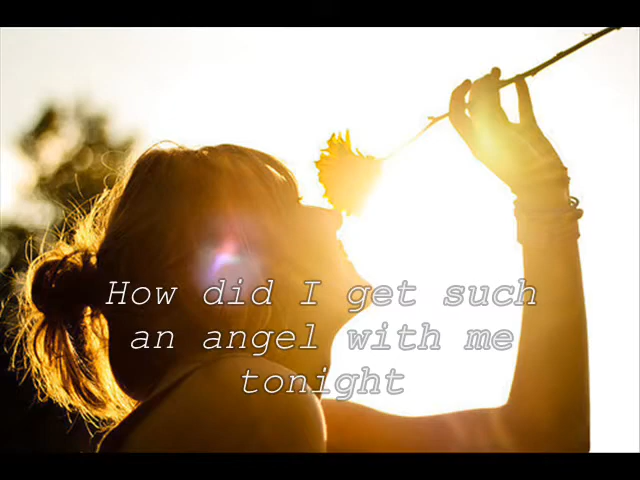 How did I get such
an angel with me
tonight